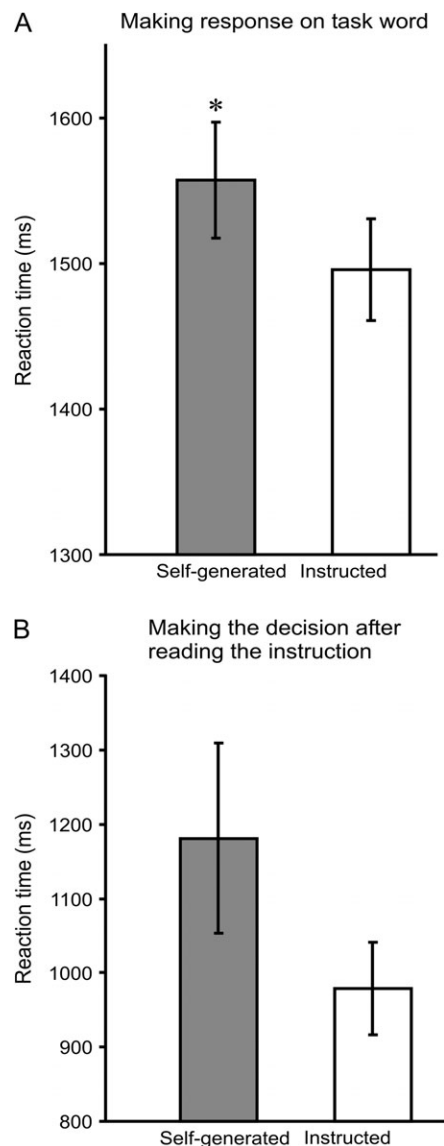 A
Making response on task word
*
Reaction time (ms)
1600
1500
1400
1300
Self-generated Instructed
B
Making the decision after
reading the instruction
Reaction time (ms)
1400
1300
1200
1100
1000
900
800
Self-generated Instructed